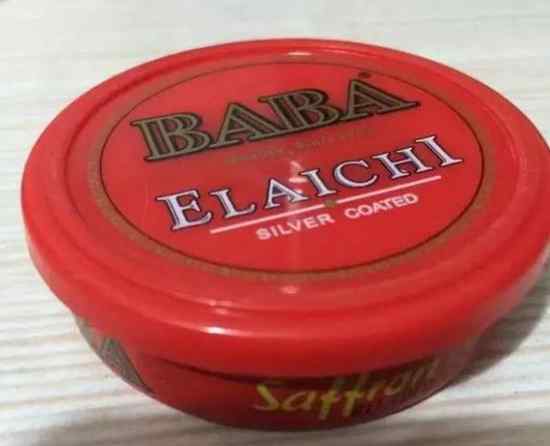 BABA
ELAICHI
SILVER COATED
Saffron